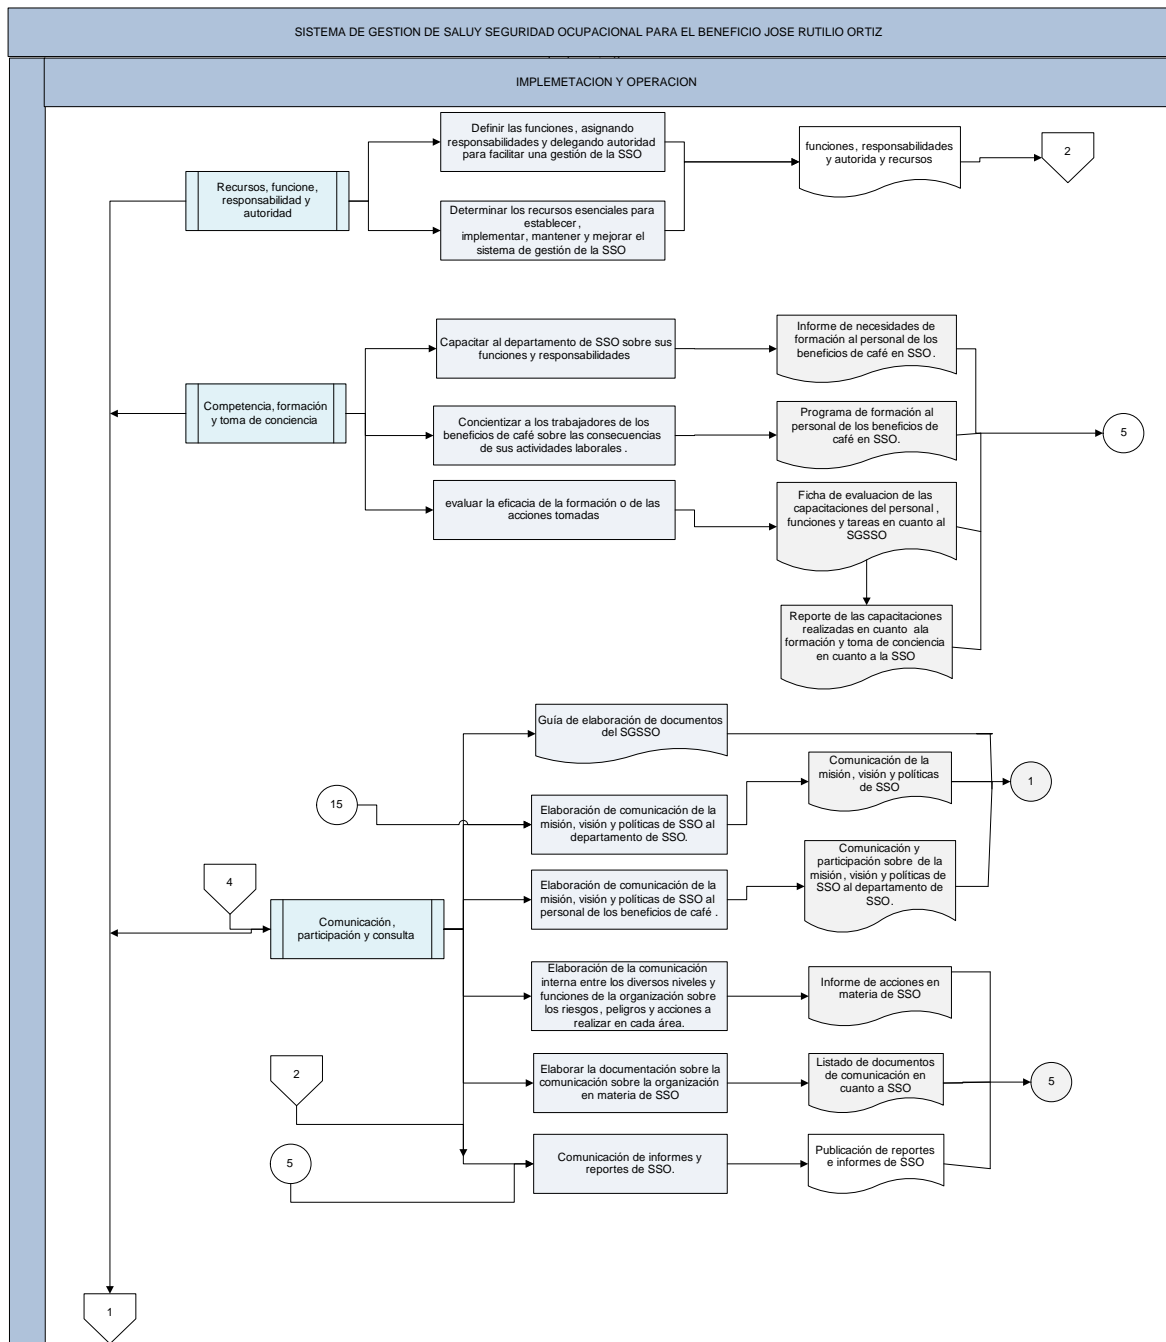 SISTEMA DE GESTION DE SALUY SEGURIDAD OCUPACIONAL PARA EL BENEFICIO JOSE RUTILIO ORTIZ
IMPLEMETACION Y OPERACION
Recursos, funcione,
responsabilidad y
autoridad
Definir las funciones, asignando
responsabilidades y delegando autoridad
para facilitar una gestión de la SSO
Determinar los recursos esenciales para
establecer,
implementar, mantener y mejorar el
sistema de gestión de la SSO
funciones, responsabilidades
y autorida y recursos
2
Competencia, formación
y toma de conciencia
Capacitar al departamento de SSO sobre sus
funciones y responsabilidades
Informe de necesidades de
formación al personal de los
beneficios de café en SSO.
Concientizar a los trabajadores de los
beneficios de café sobre las consecuencias
de sus actividades laborales.
Programa de formación al
personal de los beneficios de
café en SSO.
5
evaluar la eficacia de la formación o de las
acciones tomadas
Ficha de evaluacion de las
capacitaciones del personal,
funciones y tareas en cuanto al
SGSSO
Reporte de las capacitaciones
realizadas en cuanto ala
formación y toma de conciencia
en cuanto a la SSO
Guía de elaboración de documentos
del SGSSO
15
Elaboración de comunicación de la
misión, visión y políticas de SSO al
departamento de SSO.
Comunicación de la
misión, visión y políticas
de SSO
1
4
Comunicación,
participación y consulta
Elaboración de comunicación de la
misión, visión y políticas de SSO al
personal de los beneficios de café.
Comunicación y
participación sobre de la
misión, visión y políticas de
SSO al departamento de
SSO.
Elaboración de la comunicación
interna entre los diversos niveles y
funciones de la organización sobre
los riesgos, peligros y acciones a
realizar en cada área.
Informe de acciones en
materia de SSO
2
Elaborar la documentación sobre la
comunicación sobre la organización
en materia de SSO
Listado de documentos
de comunicación en
cuanto a SSO
5
5
Comunicación de informes y
reportes de SSO.
Publicación de reportes
e informes de SSO
1